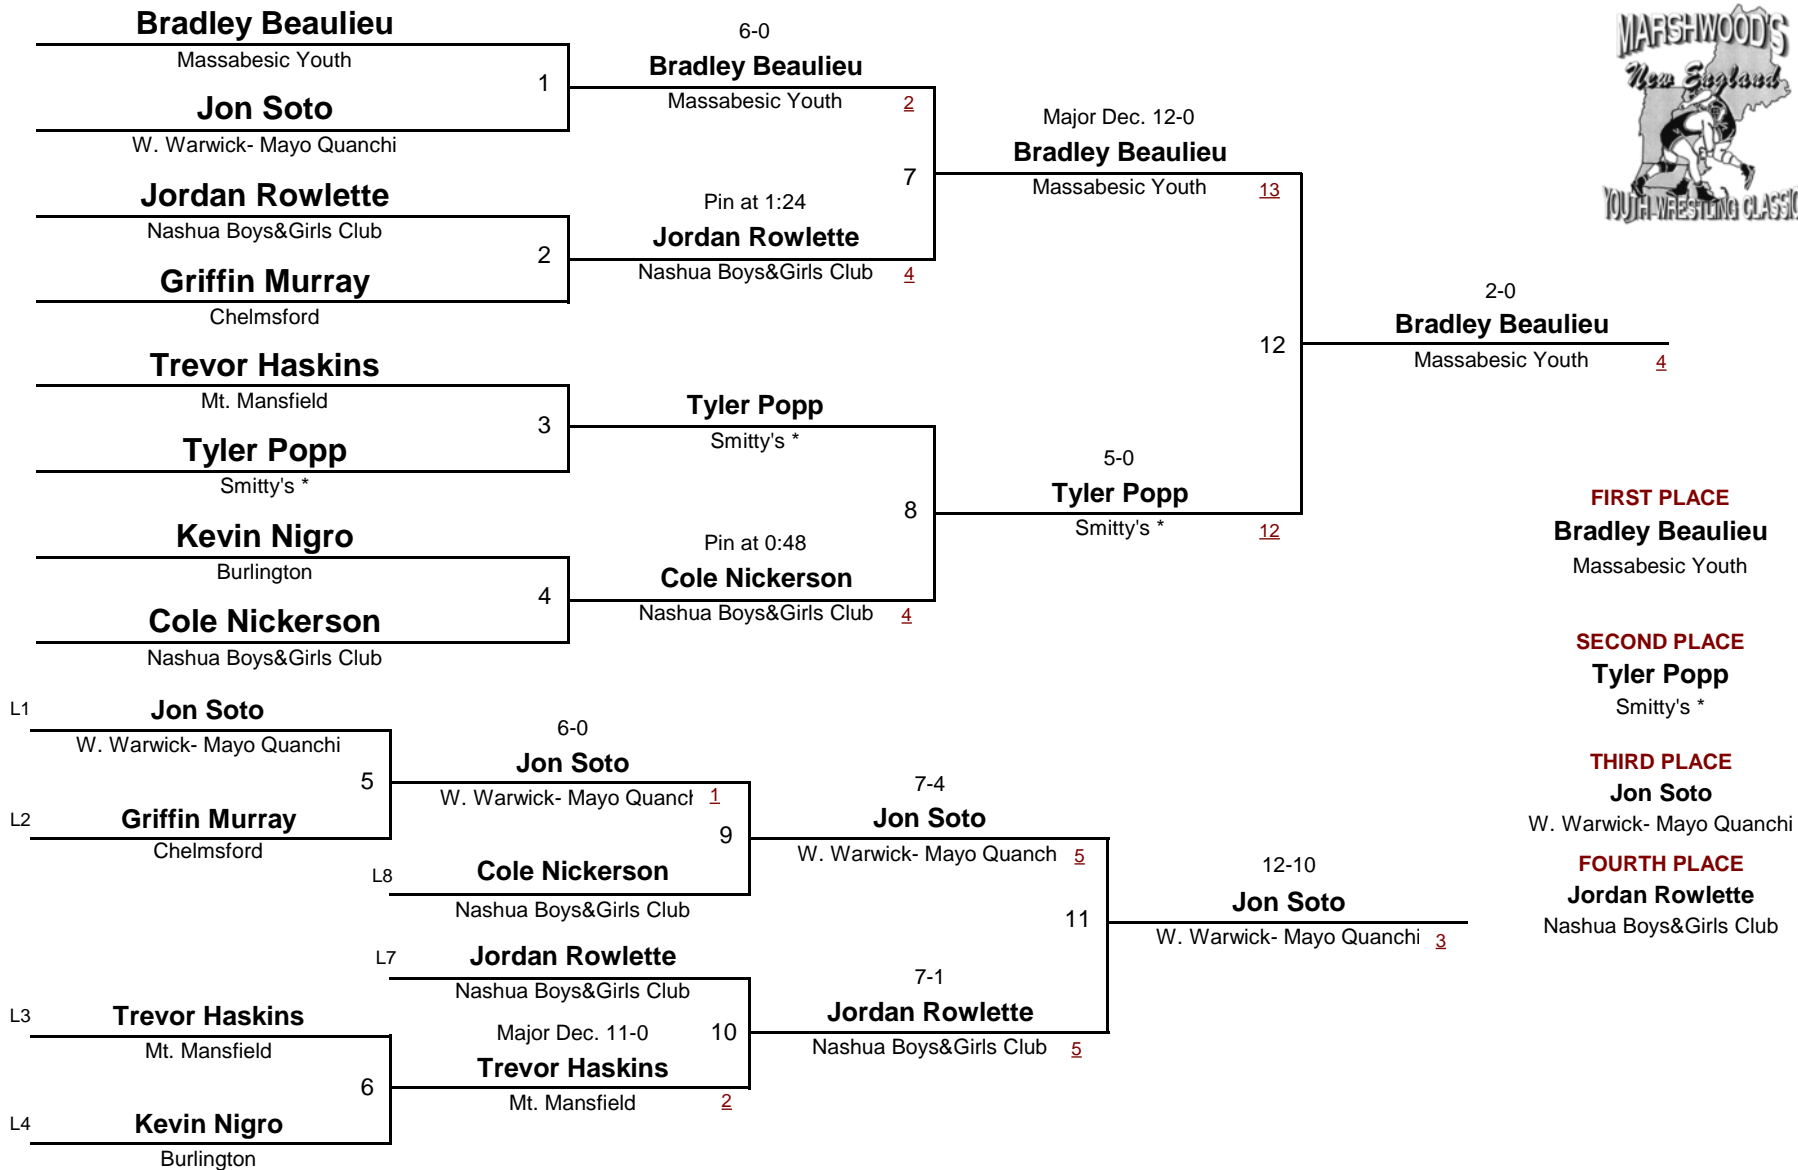 Bradley Beaulieu
Massabesic Youth
1
Jon Soto
W. Warwick- Mayo Quanchi
Jordan Rowlette
Nashua Boys&Girls Club
2
Griffin Murray
Chelmsford
Trevor Haskins
Mt. Mansfield
3
Tyler Popp
Smitty's *
Kevin Nigro
Burlington
4
Cole Nickerson
Nashua Boys&Girls Club
6-0
Bradley Beaulieu
Massabesic Youth 2
7
Pin at 1:24
Jordan Rowlette
Nashua Boys&Girls Club 4
Tyler Popp
Smitty's *
8
Pin at 0:48
Cole Nickerson
Nashua Boys&Girls Club 4
Major Dec. 12-0
Bradley Beaulieu
Massabesic Youth 13
12
5-0
Tyler Popp
Smitty's * 12
2-0
Bradley Beaulieu
Massabesic Youth 4
MARSHWOOD'S
New England
YOUTH WRESTLING CLASSIC
FIRST PLACE
Bradley Beaulieu
Massabesic Youth
SECOND PLACE
Tyler Popp
Smitty's *
THIRD PLACE
Jon Soto
W. Warwick- Mayo Quanchi
FOURTH PLACE
Jordan Rowlette
Nashua Boys&Girls Club
L1 Jon Soto
W. Warwick- Mayo Quanchi
5
L2 Griffin Murray
Chelmsford
6-0
Jon Soto
W. Warwick- Mayo Quanch 1
9
L8 Cole Nickerson
Nashua Boys&Girls Club
L7 Jordan Rowlette
Nashua Boys&Girls Club
10
L3 Trevor Haskins
Mt. Mansfield
6
L4 Kevin Nigro
Burlington
Major Dec. 11-0
Trevor Haskins
Mt. Mansfield 2
7-4
Jon Soto
W. Warwick- Mayo Quanch 5
11
7-1
Jordan Rowlette
Nashua Boys&Girls Club 5
12-10
Jon Soto
W. Warwick- Mayo Quanchi 3